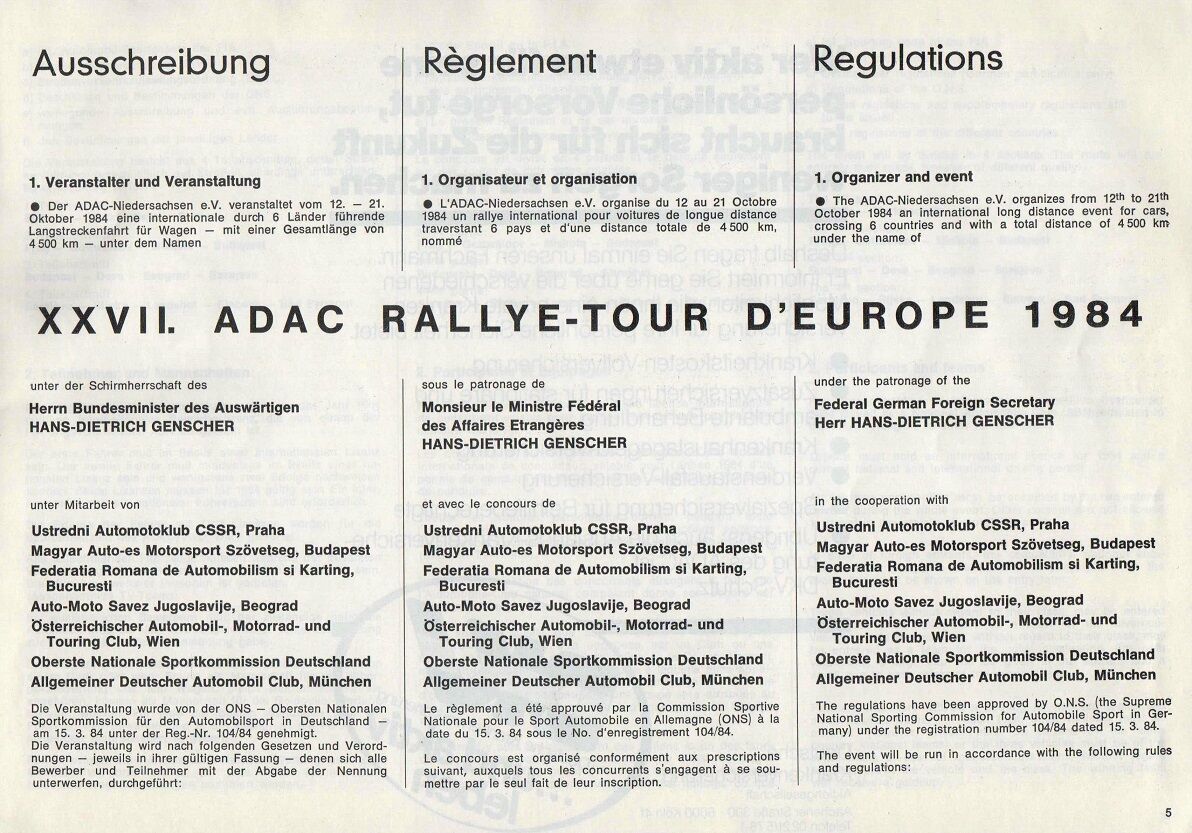 Ausschreibung
1. Veranstalter und Veranstaltung
● Der ADAC-Niedersachsen e.V. veranstaltet vom 12. — 21.
Oktober 1984 eine internationale durch 6 Länder führende
Langstreckenfahrt für Wagen — mit einer Gesamtlänge von
4 500 km — unter dem Namen
Règlement
1. Organisateur et organisation
● L'ADAC-Niedersachsen e.V. organise du 12 au 21 Octobre
1984 un rallye international pour voitures de longue distance
traverstant 6 pays et d'une distance totale de 4 500 km,
nommé
Regulations
1. Organizer and event
● The ADAC-Niedersachsen e.V. organizes from 12th to 21th
October 1984 an international long distance event for cars,
crossing 6 countries and with a total distance of 4 500 km
under the name of
XXVII. ADAC RALLYE-TOUR D'EUROPE 1984
unter der Schirmherrschaft des
Herrn Bundesminister des Auswärtigen
HANS-DIETRICH GENSCHER
unter Mitarbeit von
Ustredni Automotoklub CSSR, Praha
Magyar Auto-es Motorsport Szövetseg, Budapest
Federatia Romana de Automobilism si Karting,
Bucuresti
Auto-Moto Savez Jugoslavije, Beograd
Österreichischer Automobil-, Motorrad- und
Touring Club, Wien
Oberste Nationale Sportkommission Deutschland
Allgemeiner Deutscher Automobil Club, München
Die Veranstaltung wurde von der ONS — Obersten Nationalen
Sportkommission für den Automobilsport in Deutschland —
am 15. 3. 84 unter der Reg.-Nr. 104/84 genehmigt.
Die Veranstaltung wird nach folgenden Gesetzen und Verord-
nungen — jeweils in ihrer gültigen Fassung — denen sich alle
Bewerber und Teilnehmer mit der Abgabe der Nennung
unterwerfen, durchgeführt:
sous le patronage de
Monsieur le Ministre Fédéral
des Affaires Etrangères
HANS-DIETRICH GENSCHER
et avec le concours de
Ustredni Automotoklub CSSR, Praha
Magyar Auto-es Motorsport Szövetseg, Budapest
Federatia Romana de Automobilism si Karting,
Bucuresti
Auto-Moto Savez Jugoslavije, Beograd
Österreichischer Automobil-, Motorrad- und
Touring Club, Wien
Oberste Nationale Sportkommission Deutschland
Allgemeiner Deutscher Automobil Club, München
Le règlement a été approuvé par la Commission Sportive
Nationale pour le Sport Automobile en Allemagne (ONS) à la
date du 15. 3. 84 sous le No. d'enregistrement 104/84.
Le concours est organisé conformément aux prescriptions
suivant, auxquels tous les concurrents s'engagent à se sou-
mettre par le seul fait de leur inscription.
under the patronage of the
Federal German Foreign Secretary
Herr HANS-DIETRICH GENSCHER
in the cooperation with
Ustredni Automotoklub CSSR, Praha
Magyar Auto-es Motorsport Szövetseg, Budapest
Federatia Romana de Automobilism si Karting,
Bucuresti
Auto-Moto Savez Jugoslavije, Beograd
Österreichischer Automobil-, Motorrad- und
Touring Club, Wien
Oberste Nationale Sportkommission Deutschland
Allgemeiner Deutscher Automobil Club, München
The regulations have been approved by O.N.S. (the Supreme
National Sporting Commission for Automobile Sport in Ger-
many) under the registration number 104/84 dated 15. 3. 84.
The event will be run in accordance with the following rules
and regulations:
5